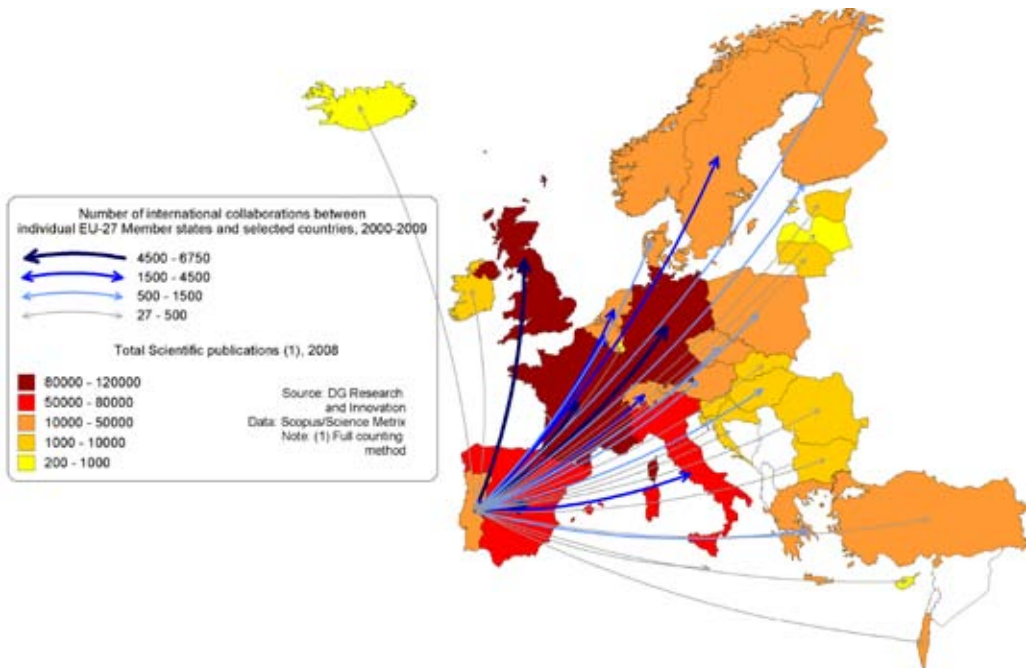 Number of international collaborations between
individual EU-27 Member states and selected countries, 2000-2009
4500 - 6750
1500 - 4500
500 - 1500
27 - 500
Total Scientific publications (1), 2008
80000 - 120000
50000 - 80000
10000 - 50000
1000 - 10000
200 - 1000
Source: DG Research
and Innovation
Data: Scopus/Science Metrix
Note: (1) Full counting
method